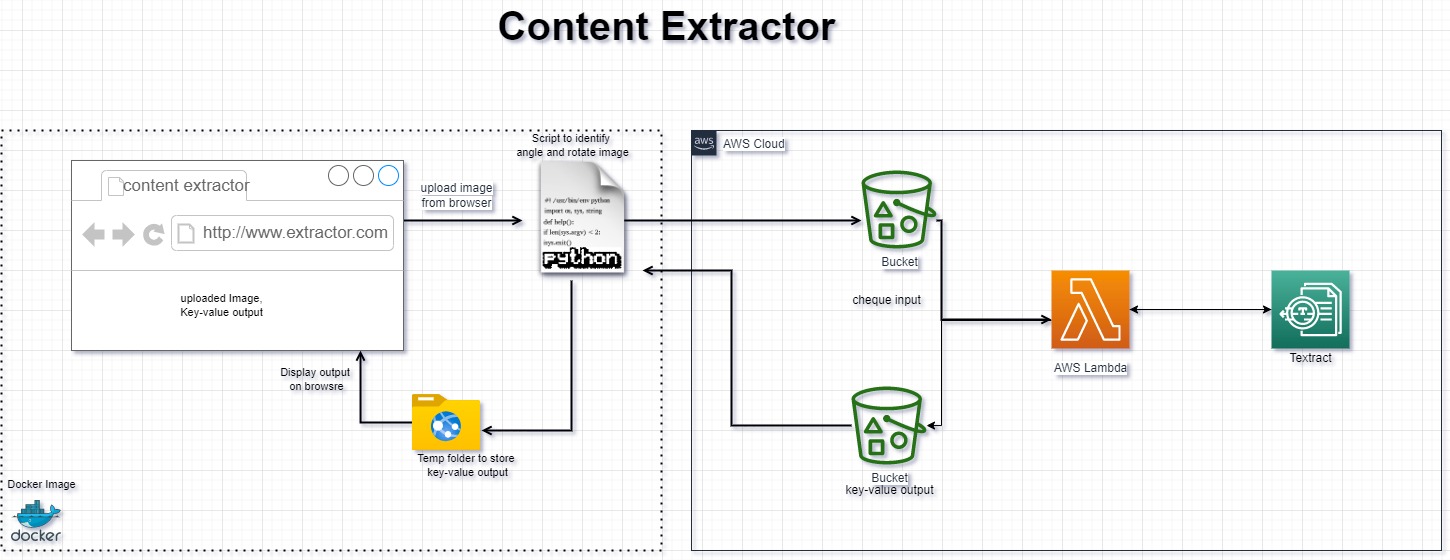 Content Extractor
Script to identify
angle and rotate image
aws
AWS Cloud
content extractor
http://www.extractor.com
upload image
from browser
#! /usr/bin/env python
import os, sys, string
def help():
if len(sys.argv) < 2:
sys.exit()
python
uploaded Image,
Key-value output
Bucket
cheque input
AWS Lambda
Textract
Display output
on browsre
Temp folder to store
key-value output
Bucket
key-value output
Docker Image
docker